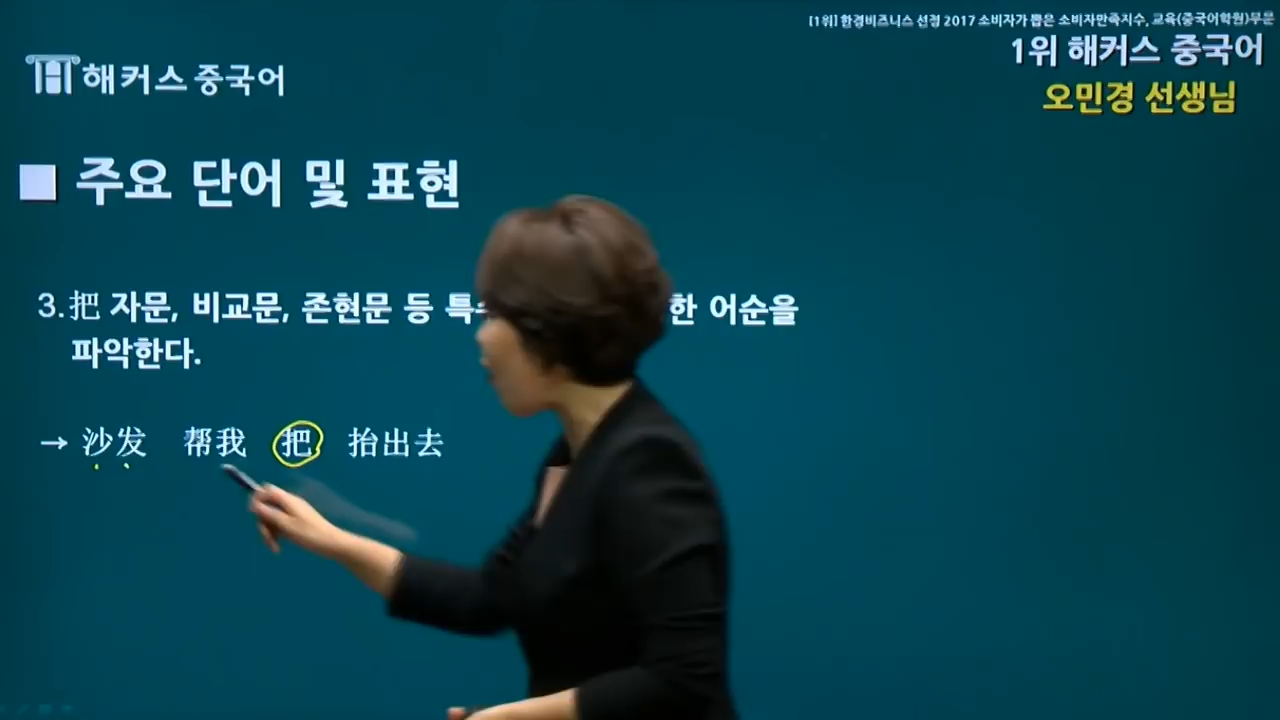 [1위] 한경비즈니스 선정 2017 소비자가 뽑은 소비자만족지수, 교육(중국어학원)부문
1위 해커스 중국어
오민경 선생님
해커스 중국어
주요 단어 및 표현
3.把 자문, 비교문, 존현문 등 한 어순을
파악한다.
→ 沙发 帮我 把 抬出去